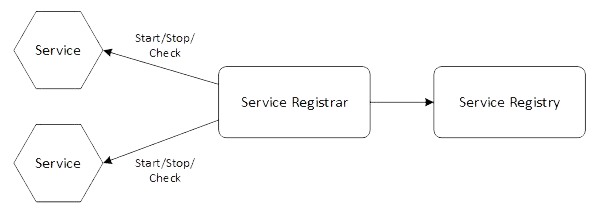 Service
Start/Stop/
Check
Service Registrar
Service Registry
Service
Start/Stop/
Check